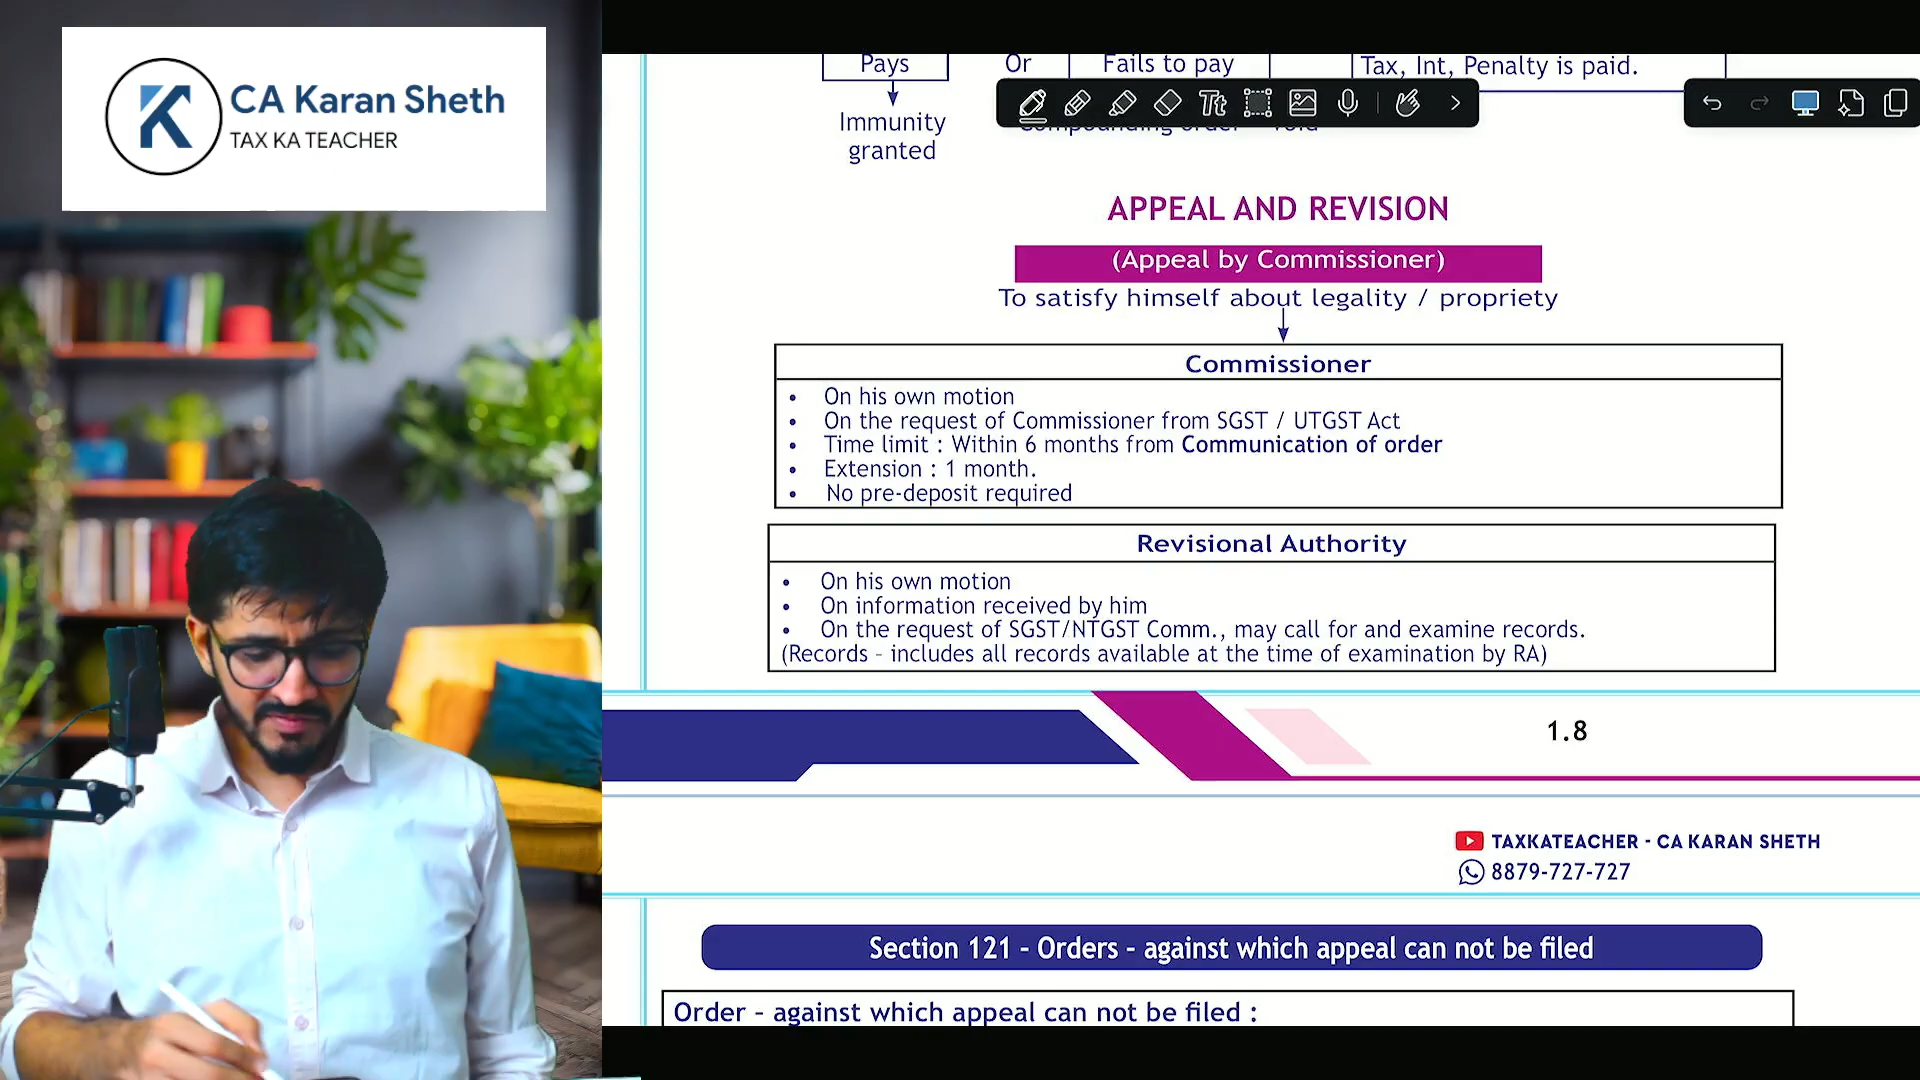 CA Karan Sheth
TAX KA TEACHER
Pays
Or
Fails to pay
Tax, Int, Penalty is paid.
Tt
Immunity
granted
Compounding order - void
APPEAL AND REVISION
(Appeal by Commissioner)
To satisfy himself about legality / propriety
Commissioner
• On his own motion
• On the request of Commissioner from SGST / UTGST Act
• Time limit : Within 6 months from Communication of order
• Extension : 1 month.
• No pre-deposit required
Revisional Authority
• On his own motion
• On information received by him
• On the request of SGST/NTGST Comm., may call for and examine records.
(Records - includes all records available at the time of examination by RA)
1.8
TAXKATEACHER - CA KARAN SHETH
8879-727-727
Section 121 - Orders - against which appeal can not be filed
Order - against which appeal can not be filed :